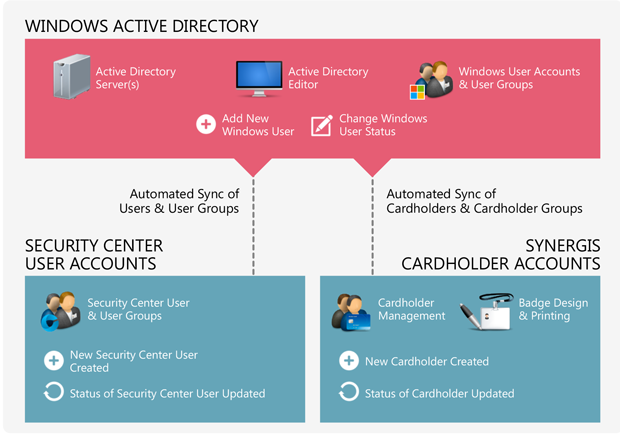 WINDOWS ACTIVE DIRECTORY
Active Directory
Server(s)
Active Directory
Editor
Windows User Accounts
& User Groups
Add New
Windows User
Change Windows
User Status
Automated Sync of
Users & User Groups
Automated Sync of
Cardholders & Cardholder Groups
SECURITY CENTER
USER ACCOUNTS
Security Center User
& User Groups
New Security Center User
Created
Status of Security Center User Updated
SYNERGIS
CARDHOLDER ACCOUNTS
Cardholder
Management
Badge Design
& Printing
New Cardholder Created
Status of Cardholder Updated